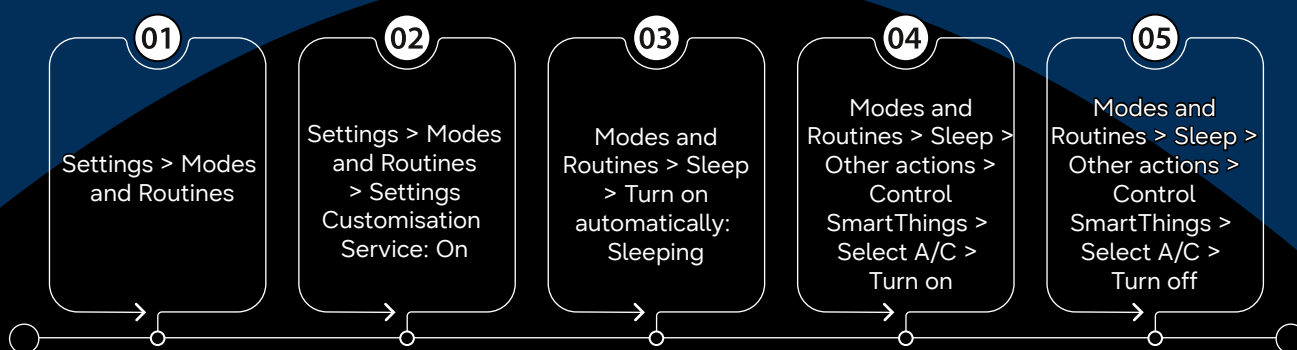 01
Settings > Modes
and Routines
02
Settings > Modes
and Routines
> Settings
Customisation
Service: On
03
Modes and
Routines > Sleep
> Turn on
automatically:
Sleeping
04
Modes and
Routines > Sleep >
Other actions >
Control
SmartThings >
Select A/C >
Turn on
05
Modes and
Routines > Sleep >
Other actions >
Control
SmartThings >
Select A/C >
Turn off